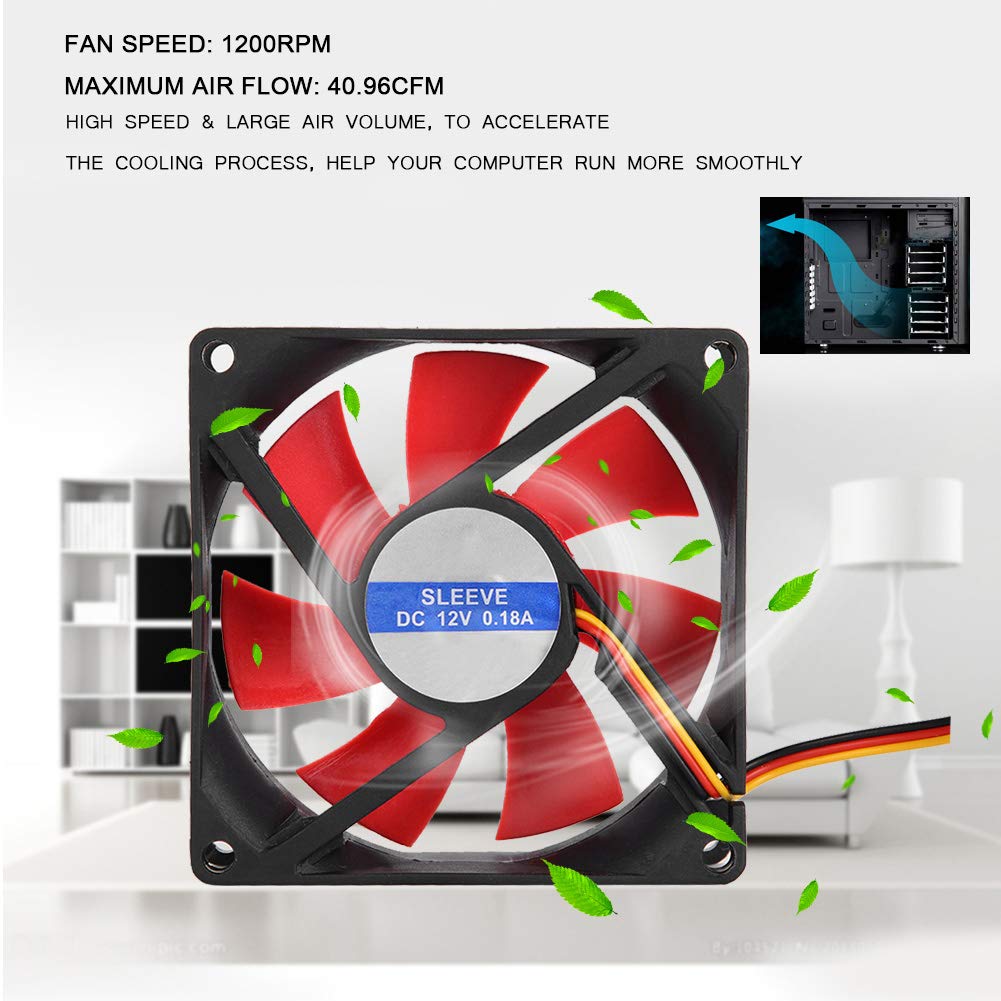 FAN SPEED: 1200RPM
MAXIMUM AIR FLOW: 40.96CFM
HIGH SPEED & LARGE AIR VOLUME, TO ACCELERATE
THE COOLING PROCESS, HELP YOUR COMPUTER RUN MORE SMOOTHLY
SLEEVE
DC 12V 0.18A